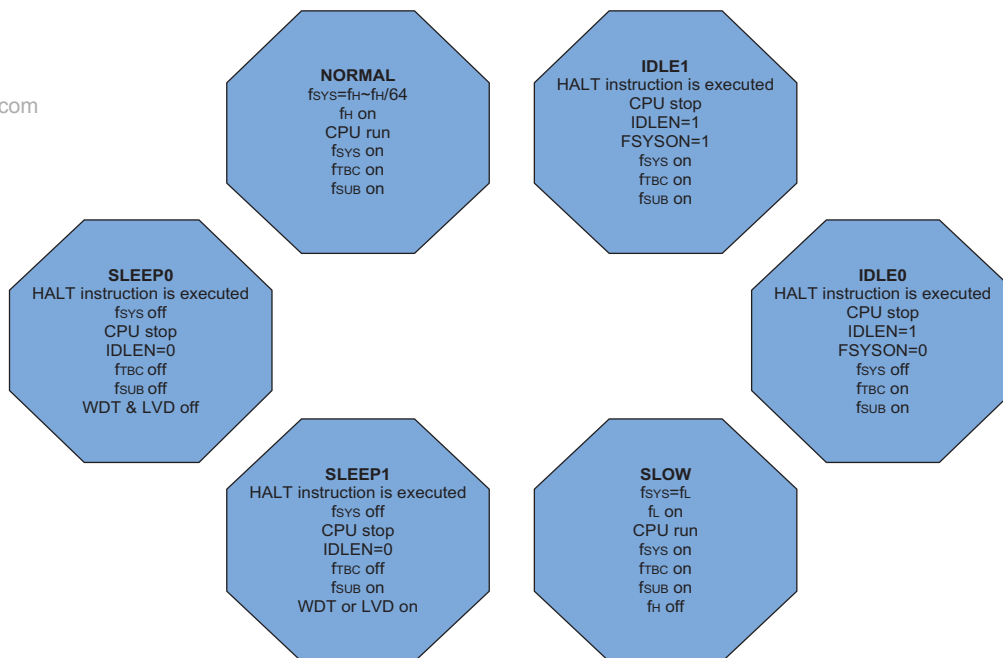 com
NORMAL
fSYS=fH~fH/64
fH on
CPU run
fSYS on
fTBC on
fSUB on
IDLE1
HALT instruction is executed
CPU stop
IDLEN=1
FSYSON=1
fSYS on
fTBC on
fSUB on
SLEEP0
HALT instruction is executed
fSYS off
CPU stop
IDLEN=0
fTBC off
fSUB off
WDT & LVD off
IDLE0
HALT instruction is executed
CPU stop
IDLEN=1
FSYSON=0
fSYS off
fTBC on
fSUB on
SLEEP1
HALT instruction is executed
fSYS off
CPU stop
IDLEN=0
fTBC off
fSUB on
WDT or LVD on
SLOW
fSYS=fL
fL on
CPU run
fSYS on
fTBC on
fSUB on
fH off